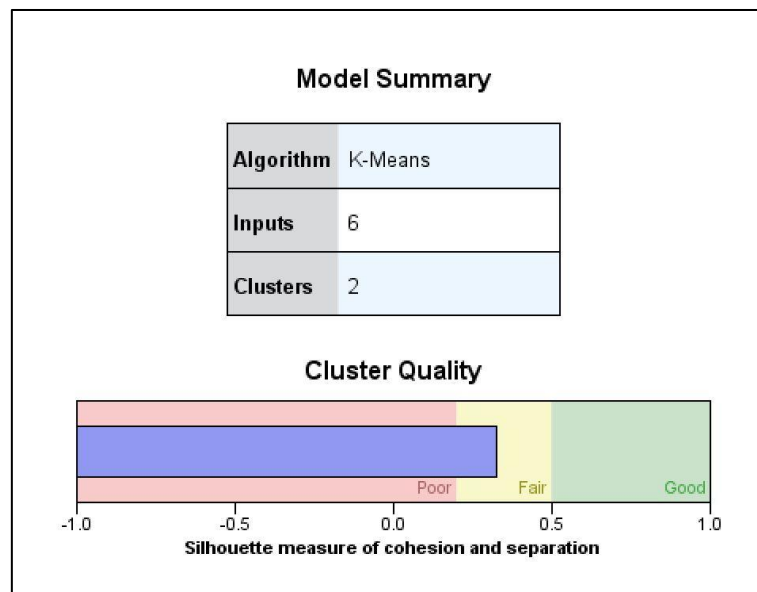 Model Summary
Algorithm K-Means
Inputs 6
Clusters 2
Cluster Quality
Poor Fair Good
-1.0 -0.5 0.0 0.5 1.0
Silhouette measure of cohesion and separation